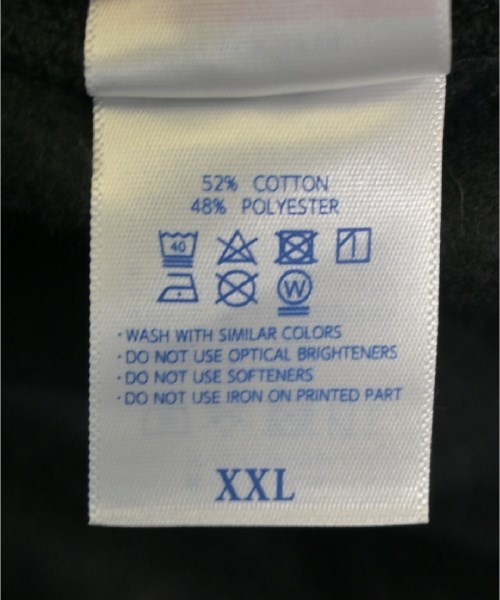 52% COTTON
48% POLYESTER
40
W
·WASH WITH SIMILAR COLORS
·DO NOT USE OPTICAL BRIGHTENERS
·DO NOT USE SOFTENERS
·DO NOT USE IRON ON PRINTED PART
XXL